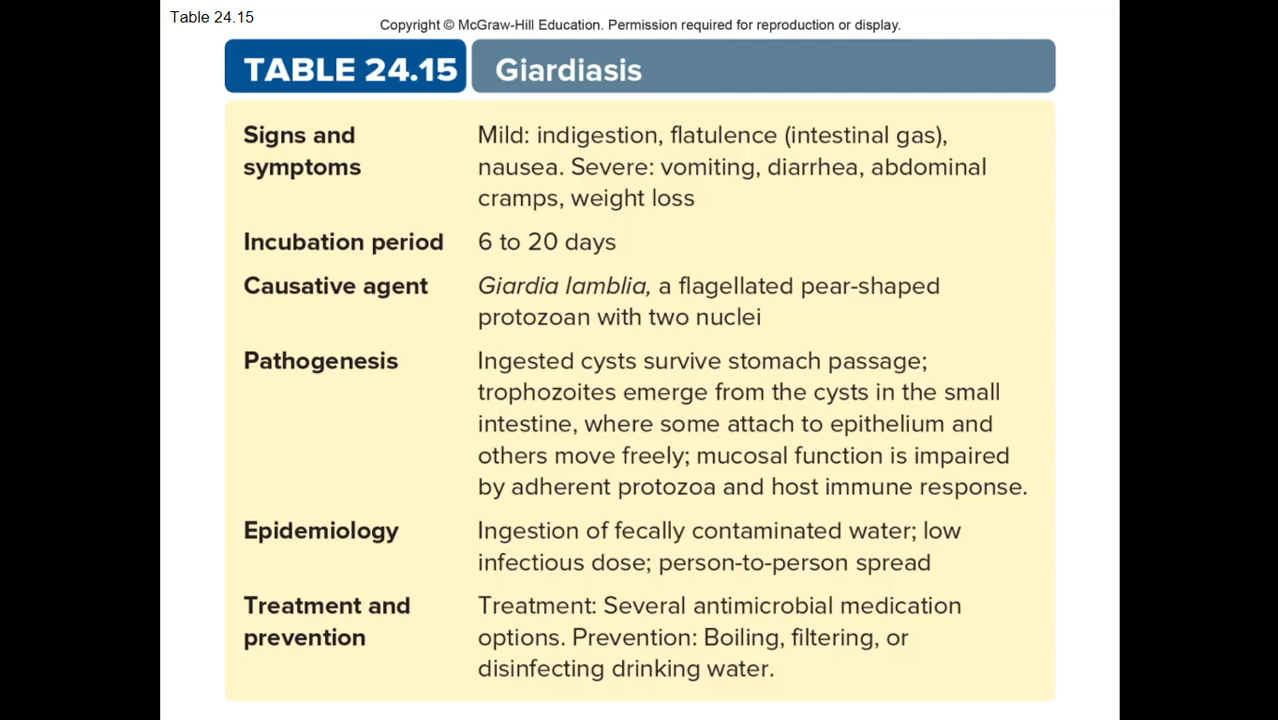 Table 24.15
Copyright © McGraw-Hill Education. Permission required for reproduction or display.
TABLE 24.15 Giardiasis
Signs and symptoms
Mild: indigestion, flatulence (intestinal gas),
nausea. Severe: vomiting, diarrhea, abdominal
cramps, weight loss
Incubation period
6 to 20 days
Causative agent
Giardia lamblia, a flagellated pear-shaped
protozoan with two nuclei
Pathogenesis
Ingested cysts survive stomach passage;
trophozoites emerge from the cysts in the small
intestine, where some attach to epithelium and
others move freely; mucosal function is impaired
by adherent protozoa and host immune response.
Epidemiology
Ingestion of fecally contaminated water; low
infectious dose; person-to-person spread
Treatment and
prevention
Treatment: Several antimicrobial medication
options. Prevention: Boiling, filtering, or
disinfecting drinking water.